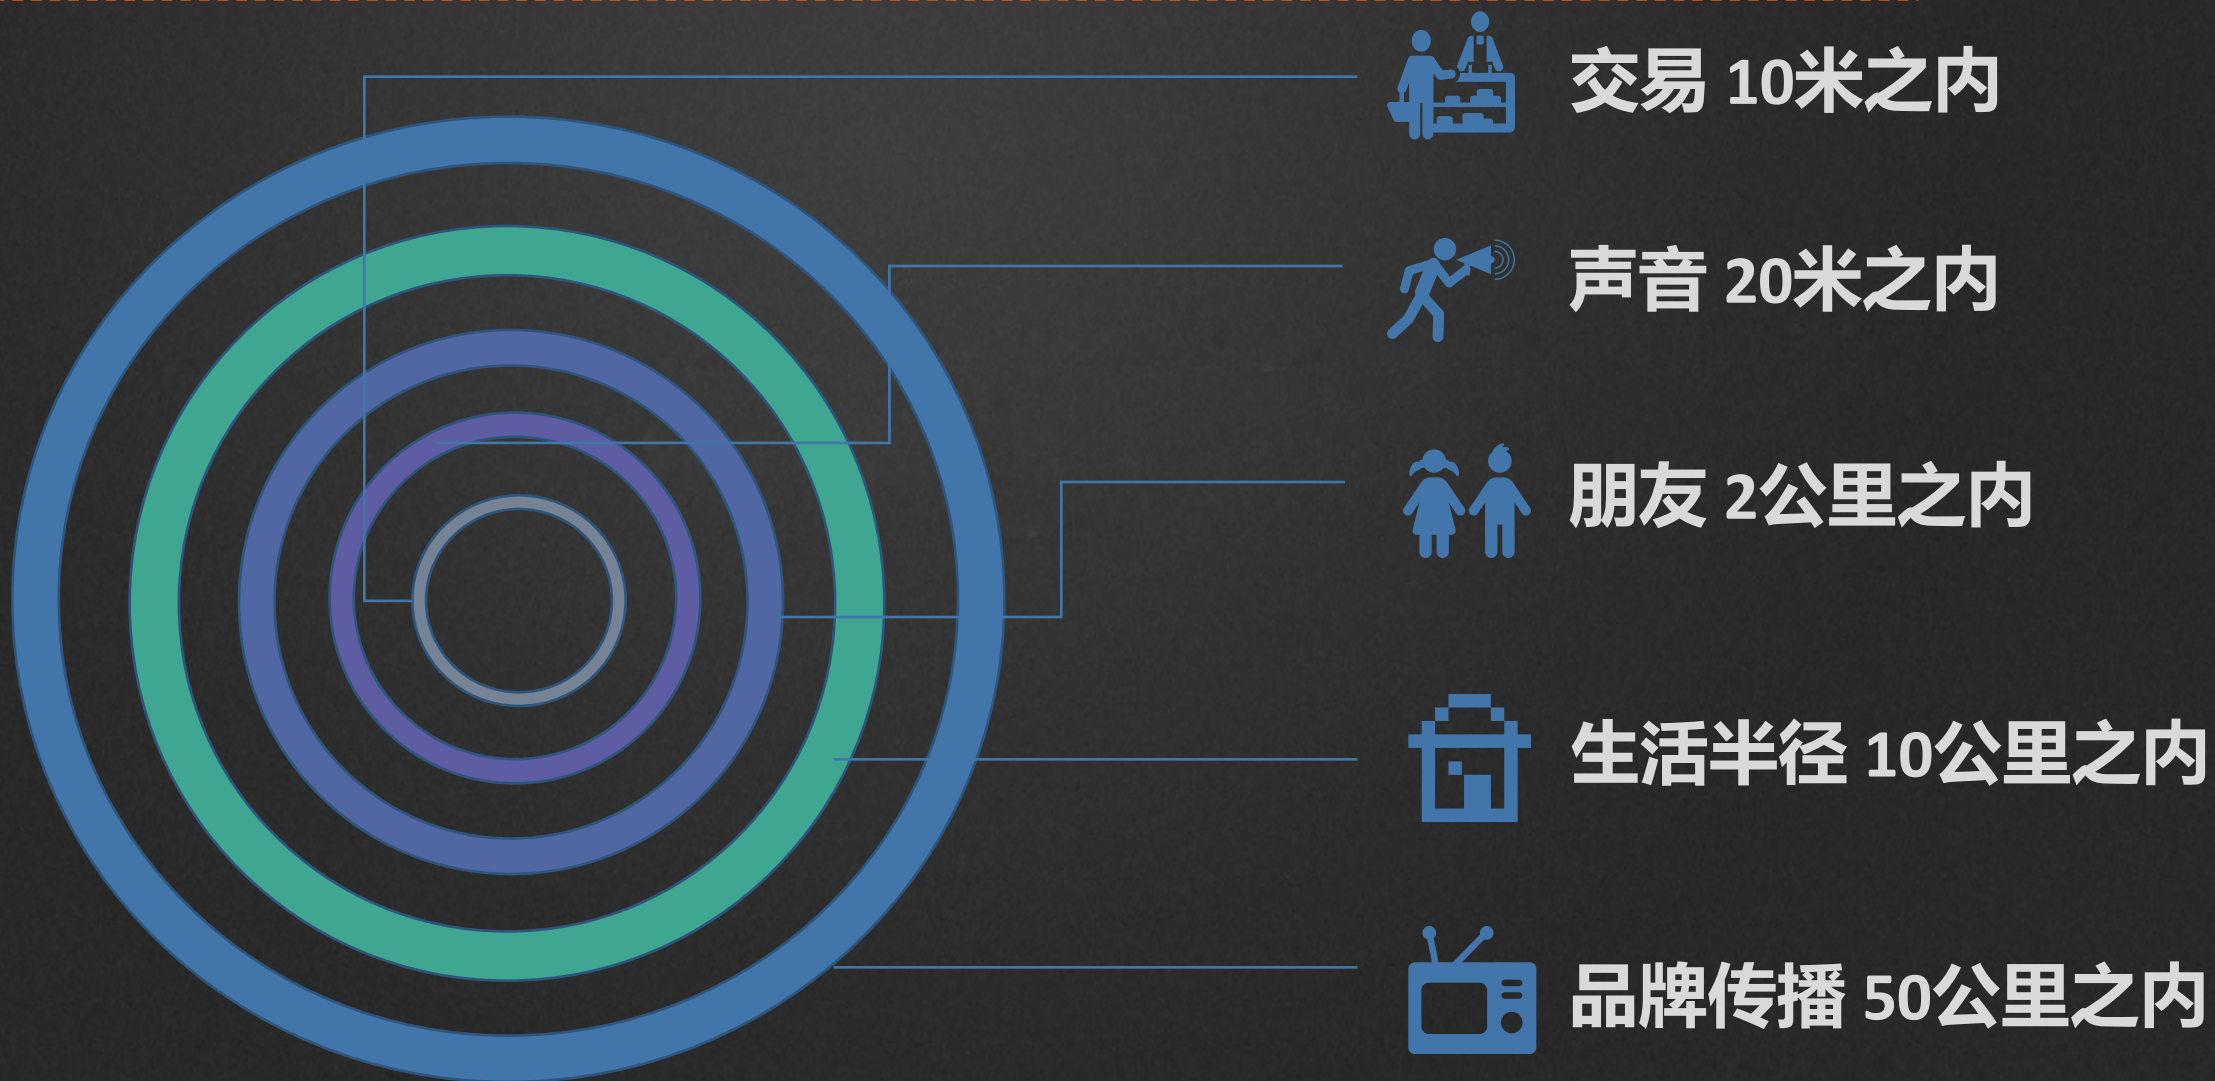 交易 10米之内
声音 20米之内
朋友 2公里之内
生活半径 10公里之内
品牌传播 50公里之内